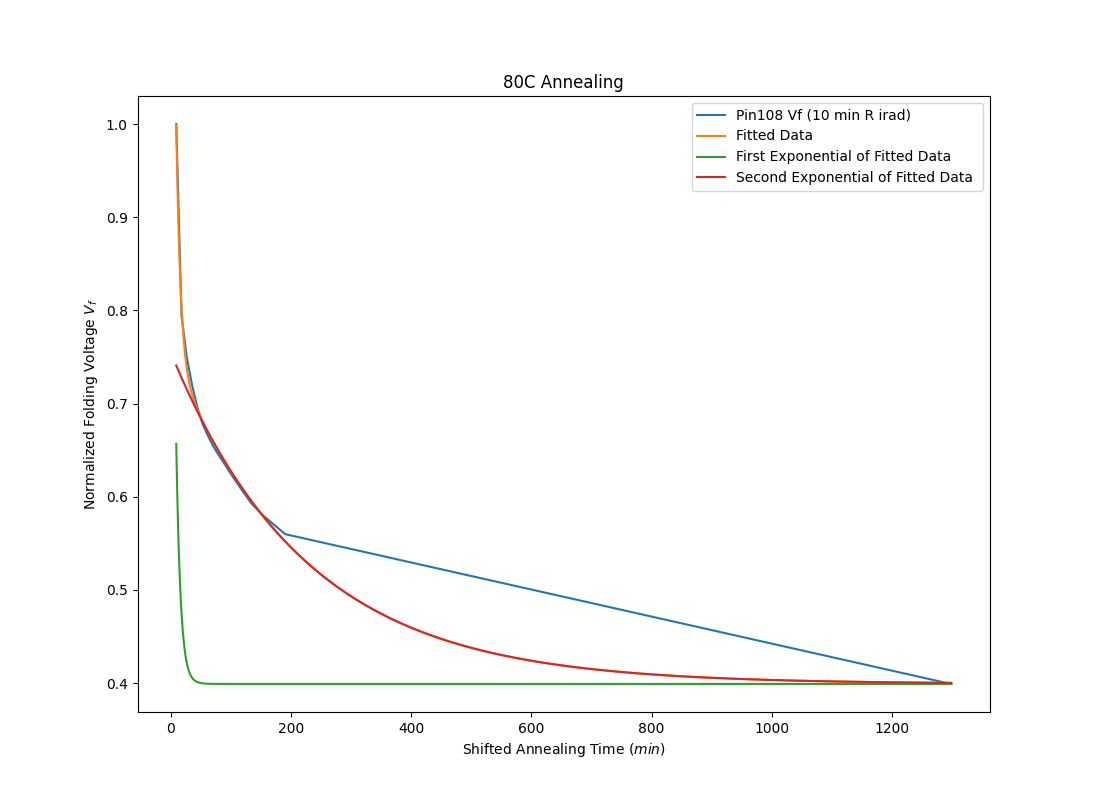 80C Annealing
Pin108 Vf (10 min R irad)
Fitted Data
First Exponential of Fitted Data
Second Exponential of Fitted Data
1.0
0.9
0.8
0.7
0.6
0.5
0.4
Normalized Folding Voltage V_f
0 200 400 600 800 1000 1200
Shifted Annealing Time (min)